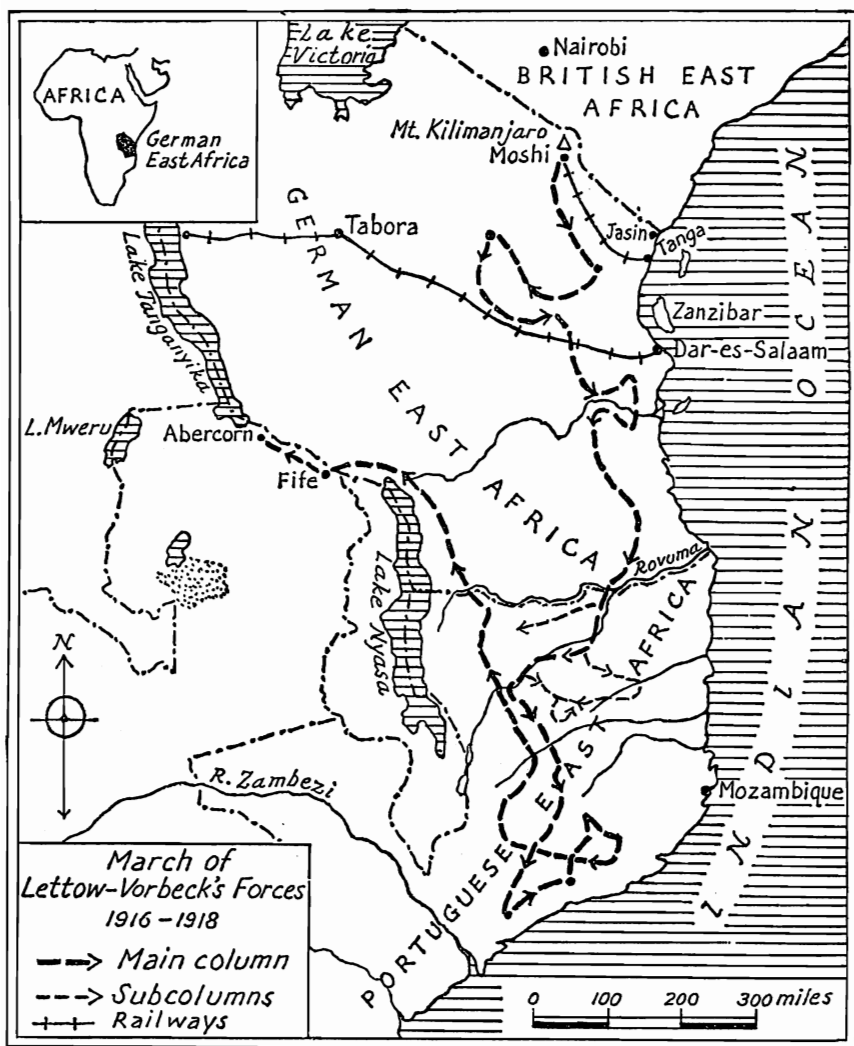 Lake
Victoria
Nairobi
BRITISH EAST
AFRICA
AFRICA
German
East Africa
Mt. Kilimanjaro
Moshi
GERMAN EAST AFRICA
Tabora
Jasin
Tanga
Lake Tanganyika
Zanzibar
Dar-es-Salaam
INDIAN OCEAN
L. Mweru
Abercorn
Fife
Rovuma
Lake Nyasa
N
PORTUGUESE EAST AFRICA
R. Zambezi
Mozambique
March of
Lettow-Vorbeck's Forces
1916-1918
Main column
Subcolumns
Railways
0 100 200 300 miles